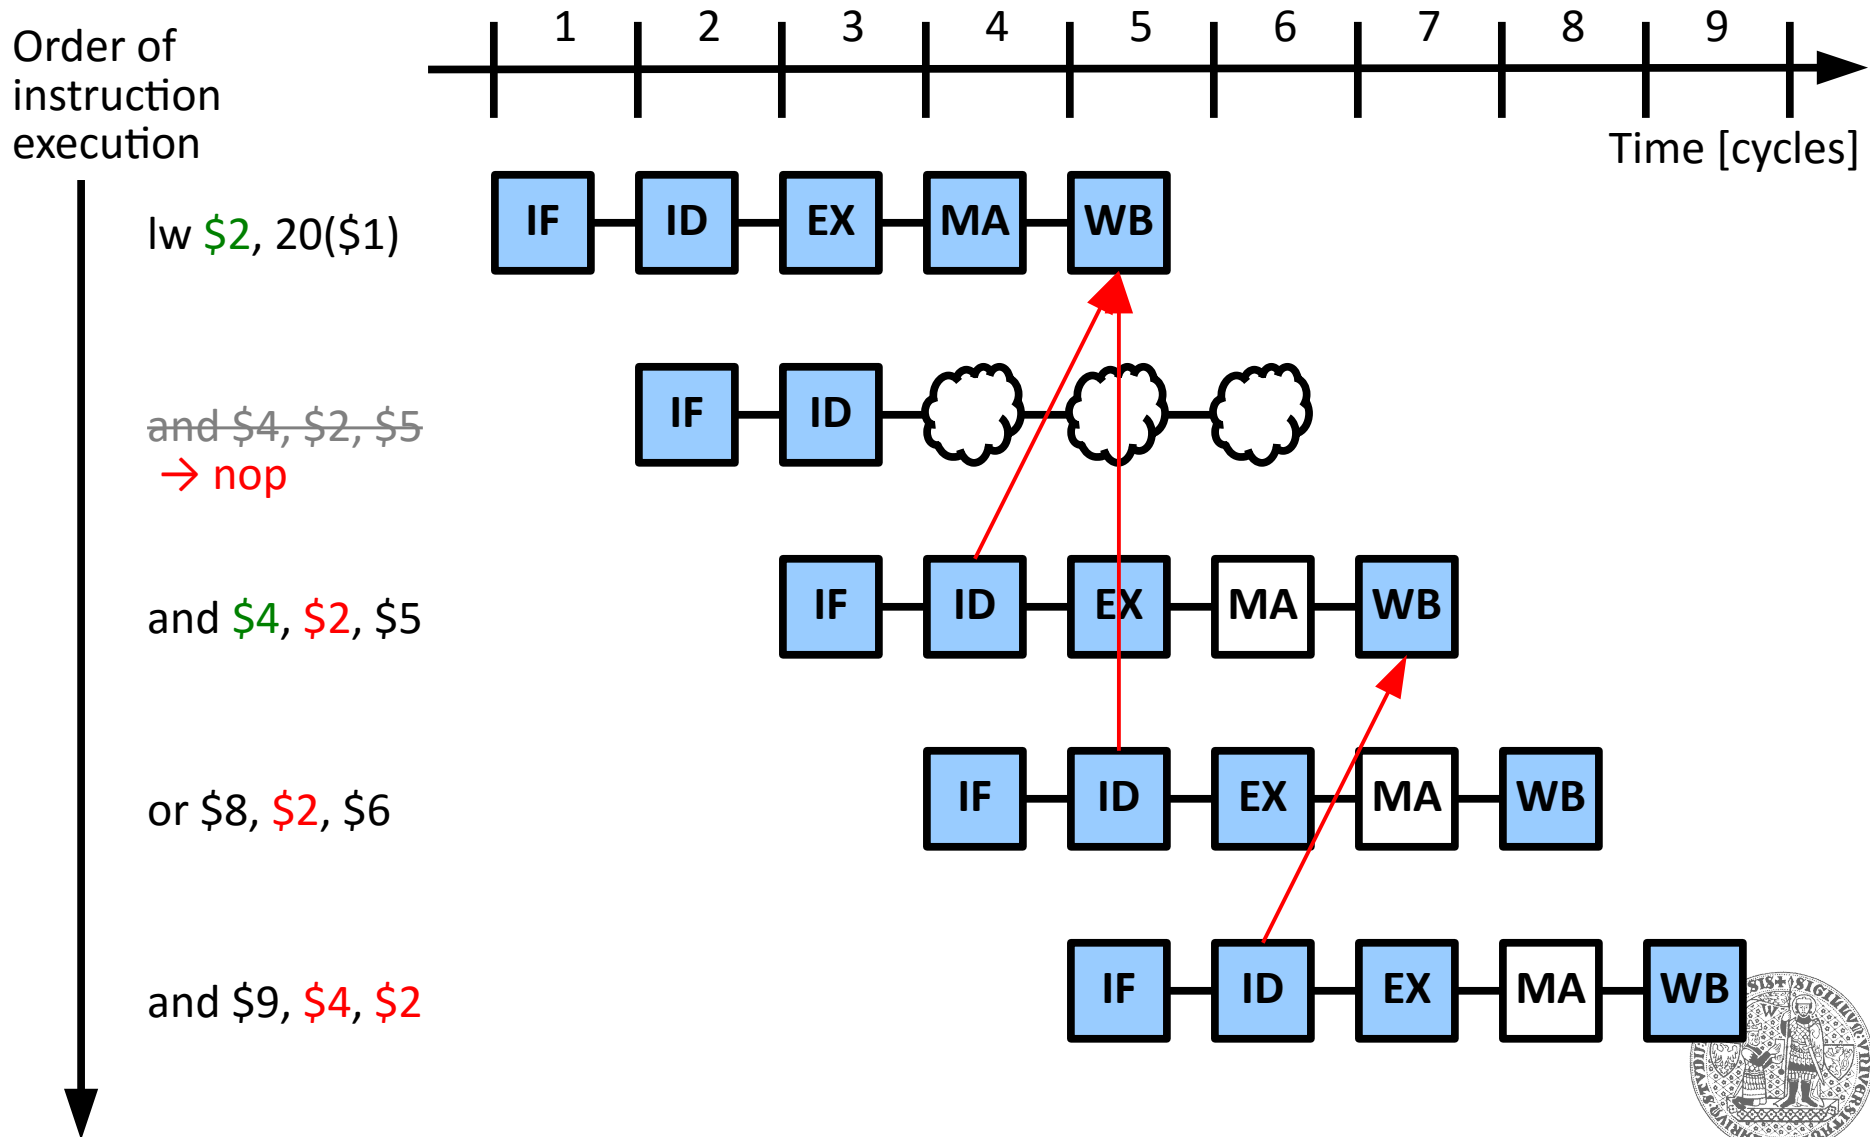 Order of
instruction
execution
1 2 3 4 5 6 7 8 9
Time [cycles]
lw $2, 20($1)
IF ID EX MA WB
and $4, $2, $5
→ nop
IF ID
and $4, $2, $5
IF ID EX MA WB
or $8, $2, $6
IF ID EX MA WB
and $9, $4, $2
IF ID EX MA WB